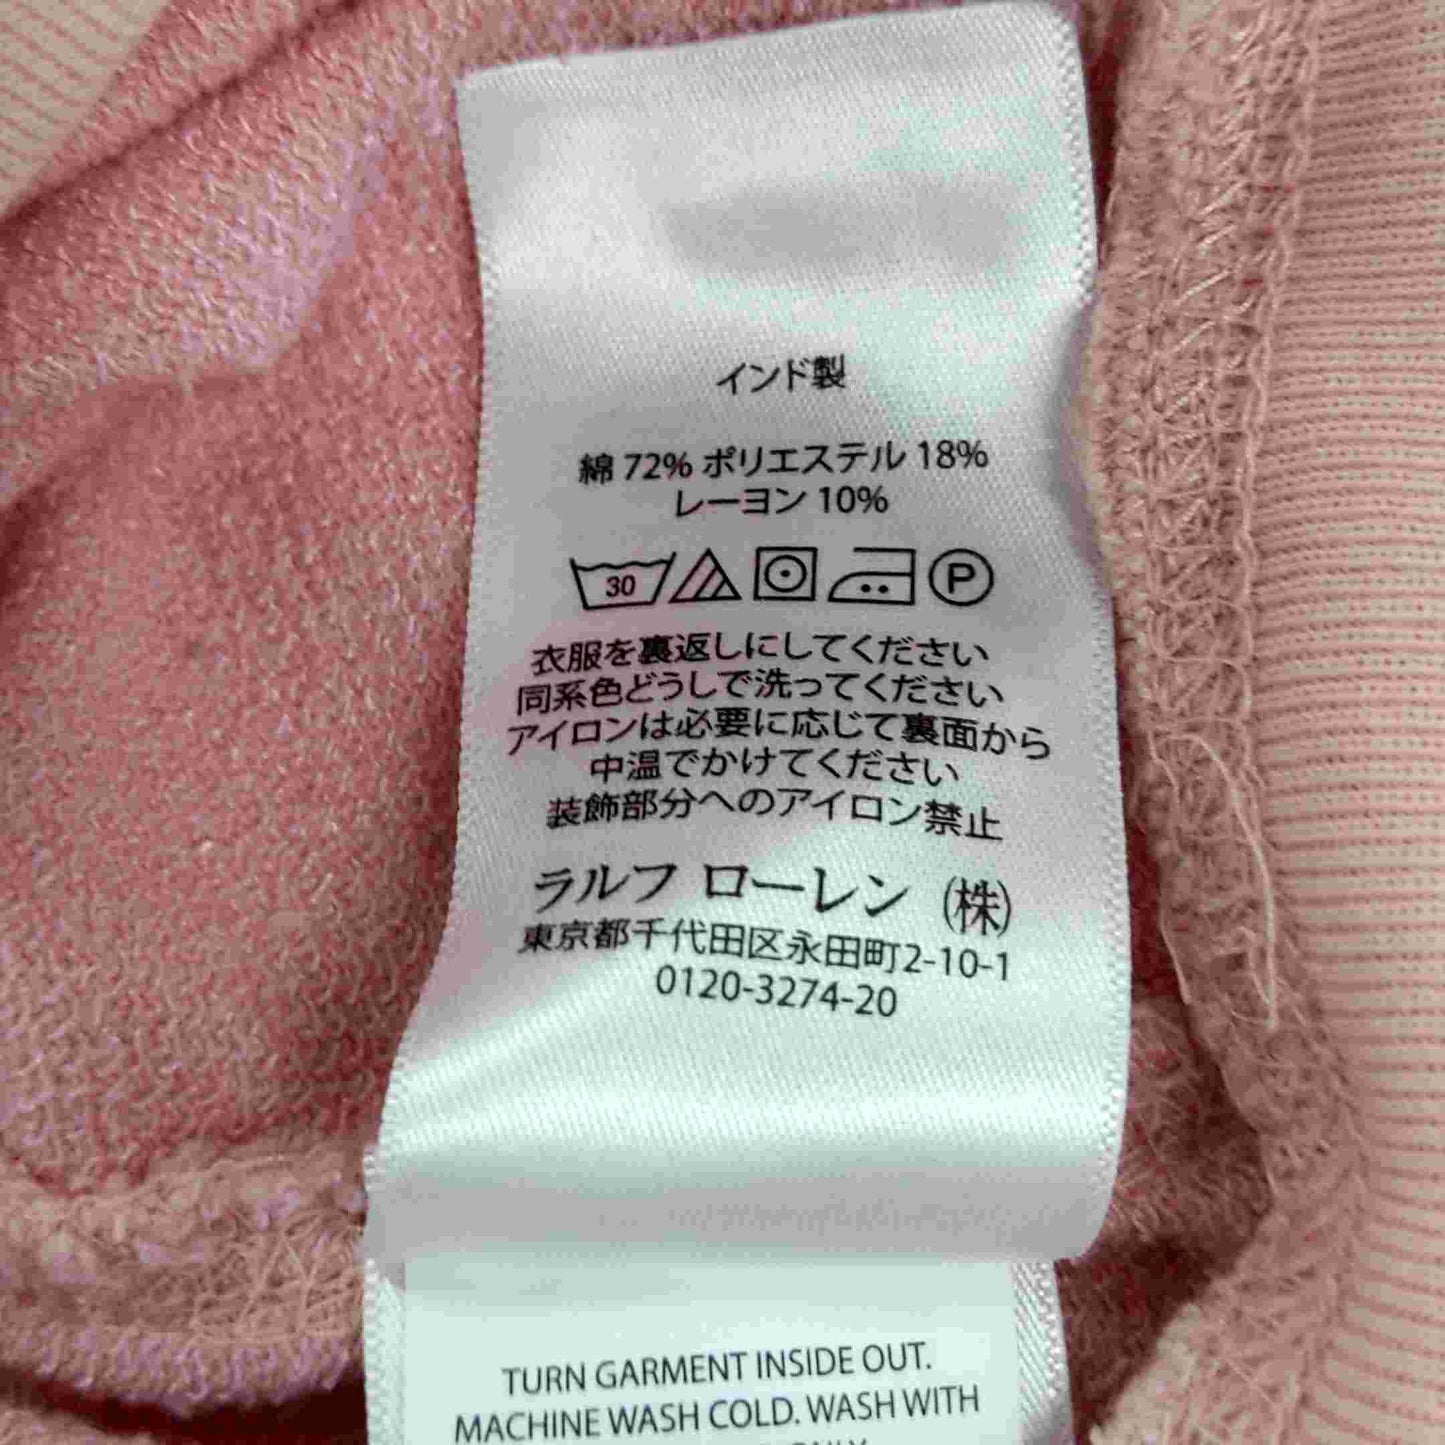 インド製
綿 72% ポリエステル 18%
レーヨン 10%
30 P
衣服を裏返しにしてください
同系色どうしで洗ってください
アイロンは必要に応じて裏面から
中温でかけてください
装飾部分へのアイロン禁止
ラルフ ローレン (株)
東京都千代田区永田町2-10-1
0120-3274-20
TURN GARMENT INSIDE OUT.
MACHINE WASH COLD. WASH WITH
ONLY